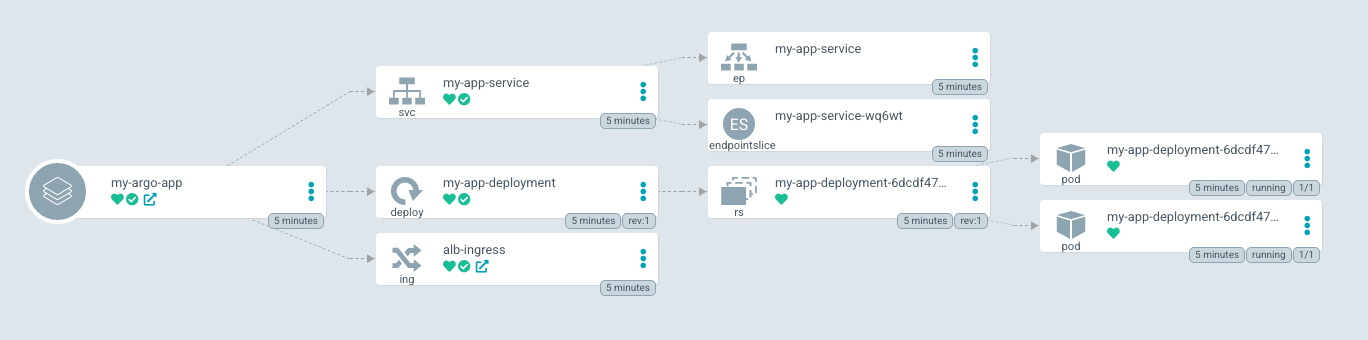 my-argo-app
5 minutes
my-app-service
svc
5 minutes
my-app-deployment
deploy
5 minutes rev:1
alb-ingress
ing
5 minutes
my-app-service
ep
5 minutes
ES
my-app-service-wq6wt
endpointslice
5 minutes
my-app-deployment-6dcdf47...
rs
5 minutes rev:1
my-app-deployment-6dcdf47...
pod
5 minutes running 1/1
my-app-deployment-6dcdf47...
pod
5 minutes running 1/1